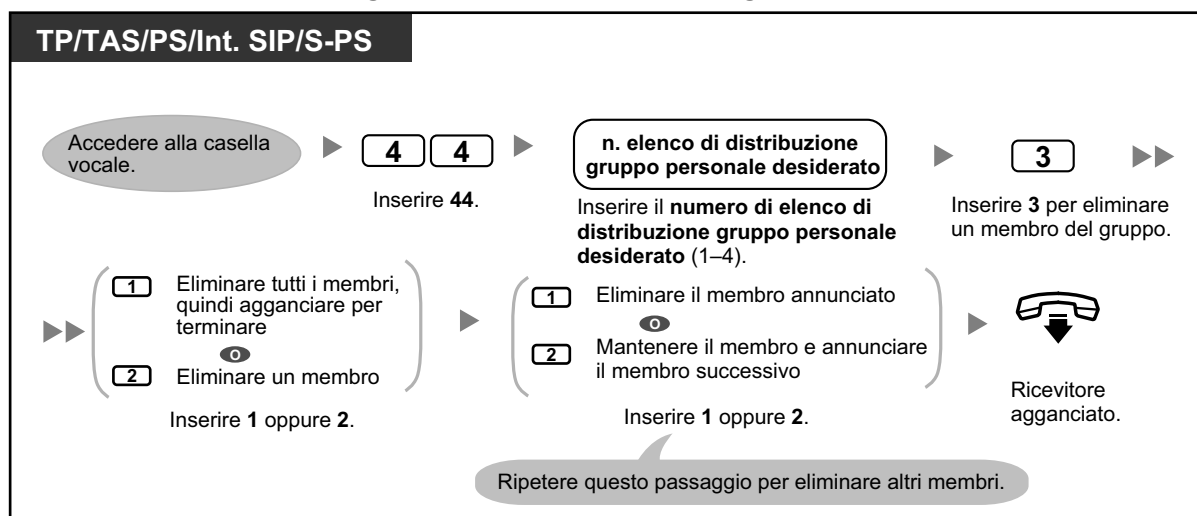 TP/TAS/PS/Int. SIP/S-PS
Accedere alla casella
vocale.
4 4
Inserire 44.
n. elenco di distribuzione
gruppo personale desiderato
Inserire il numero di elenco di
distribuzione gruppo personale
desiderato (1–4).
3
Inserire 3 per eliminare
un membro del gruppo.
1 Eliminare tutti i membri,
quindi agganciare per
terminare
O
2 Eliminare un membro
Inserire 1 oppure 2.
1 Eliminare il membro annunciato
O
2 Mantenere il membro e annunciare
il membro successivo
Inserire 1 oppure 2.
Ripetere questo passaggio per eliminare altri membri.
Ricevitore
agganciato.